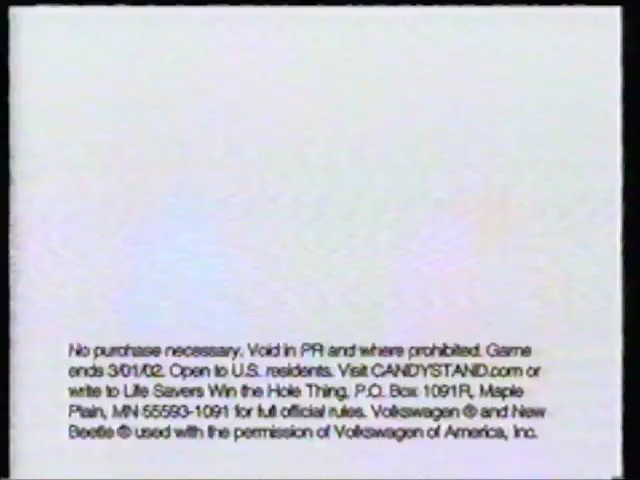 No purchase necessary. Void in PR and where prohibited. Game
ends 3/01/02. Open to U.S. residents. Visit CANDYSTAND.com or
write to Life Savers Win the Hole Thing, P.O. Box 1091R, Maple
Plain, MN 55593-1091 for full official rules. Volkswagen ® and New
Beetle ® used with the permission of Volkswagen of America, Inc.